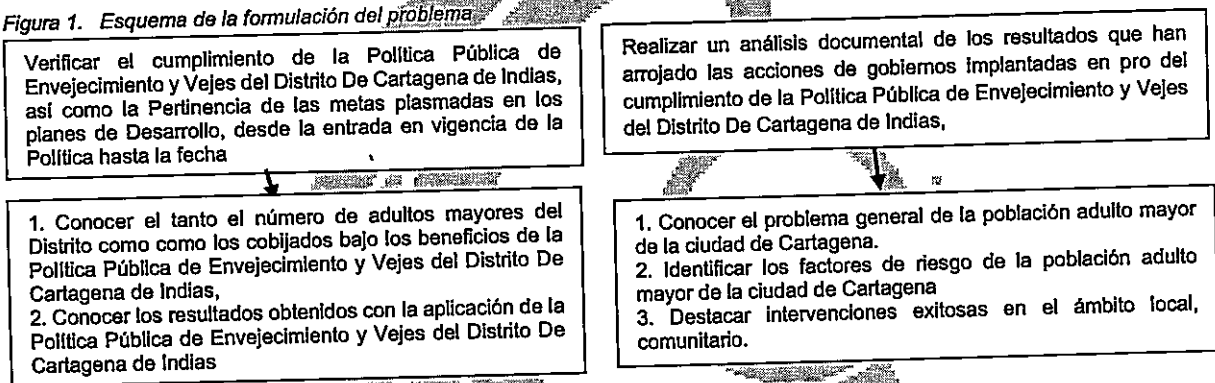 Figura 1. Esquema de la formulación del problema
Verificar el cumplimiento de la Política Pública de
Envejecimiento y Vejes del Distrito De Cartagena de Indias,
así como la Pertinencia de las metas plasmadas en los
planes de Desarrollo, desde la entrada en vigencia de la
Política hasta la fecha
Realizar un análisis documental de los resultados que han
arrojado las acciones de gobiernos implantadas en pro del
cumplimiento de la Política Pública de Envejecimiento y Vejes
del Distrito De Cartagena de Indias,
1. Conocer el tanto el número de adultos mayores del
Distrito como como los cobijados bajo los beneficios de la
Política Pública de Envejecimiento y Vejes del Distrito De
Cartagena de Indias,
2. Conocer los resultados obtenidos con la aplicación de la
Política Pública de Envejecimiento y Vejes del Distrito De
Cartagena de Indias
1. Conocer el problema general de la población adulto mayor
de la ciudad de Cartagena.
2. Identificar los factores de riesgo de la población adulto
mayor de la ciudad de Cartagena
3. Destacar intervenciones exitosas en el ámbito local,
comunitario.